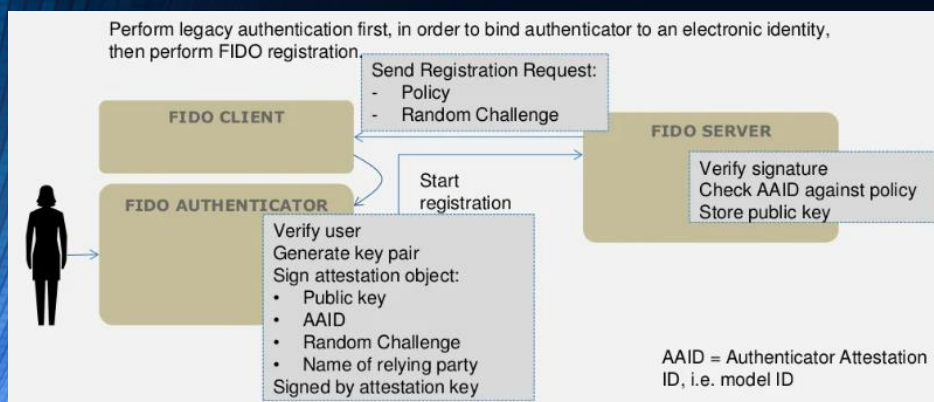 Perform legacy authentication first, in order to bind authenticator to an electronic identity,
then perform FIDO registration.
Send Registration Request:
- Policy
- Random Challenge
FIDO CLIENT
FIDO SERVER
Verify signature
Check AAID against policy
Store public key
Start
registration
FIDO AUTHENTICATOR
Verify user
Generate key pair
Sign attestation object:
• Public key
• AAID
• Random Challenge
• Name of relying party
Signed by attestation key
AAID = Authenticator Attestation
ID, i.e. model ID